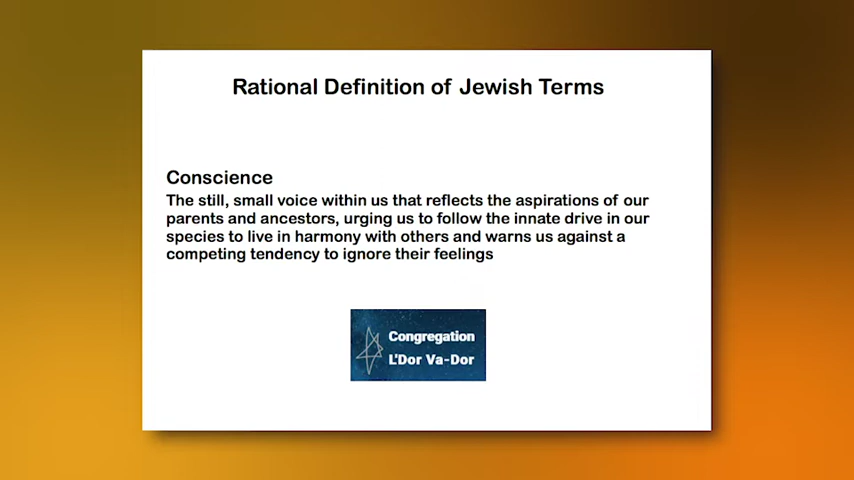 Rational Definition of Jewish Terms
Conscience
The still, small voice within us that reflects the aspirations of our
parents and ancestors, urging us to follow the innate drive in our
species to live in harmony with others and warns us against a
competing tendency to ignore their feelings
Congregation
L'Dor Va-Dor